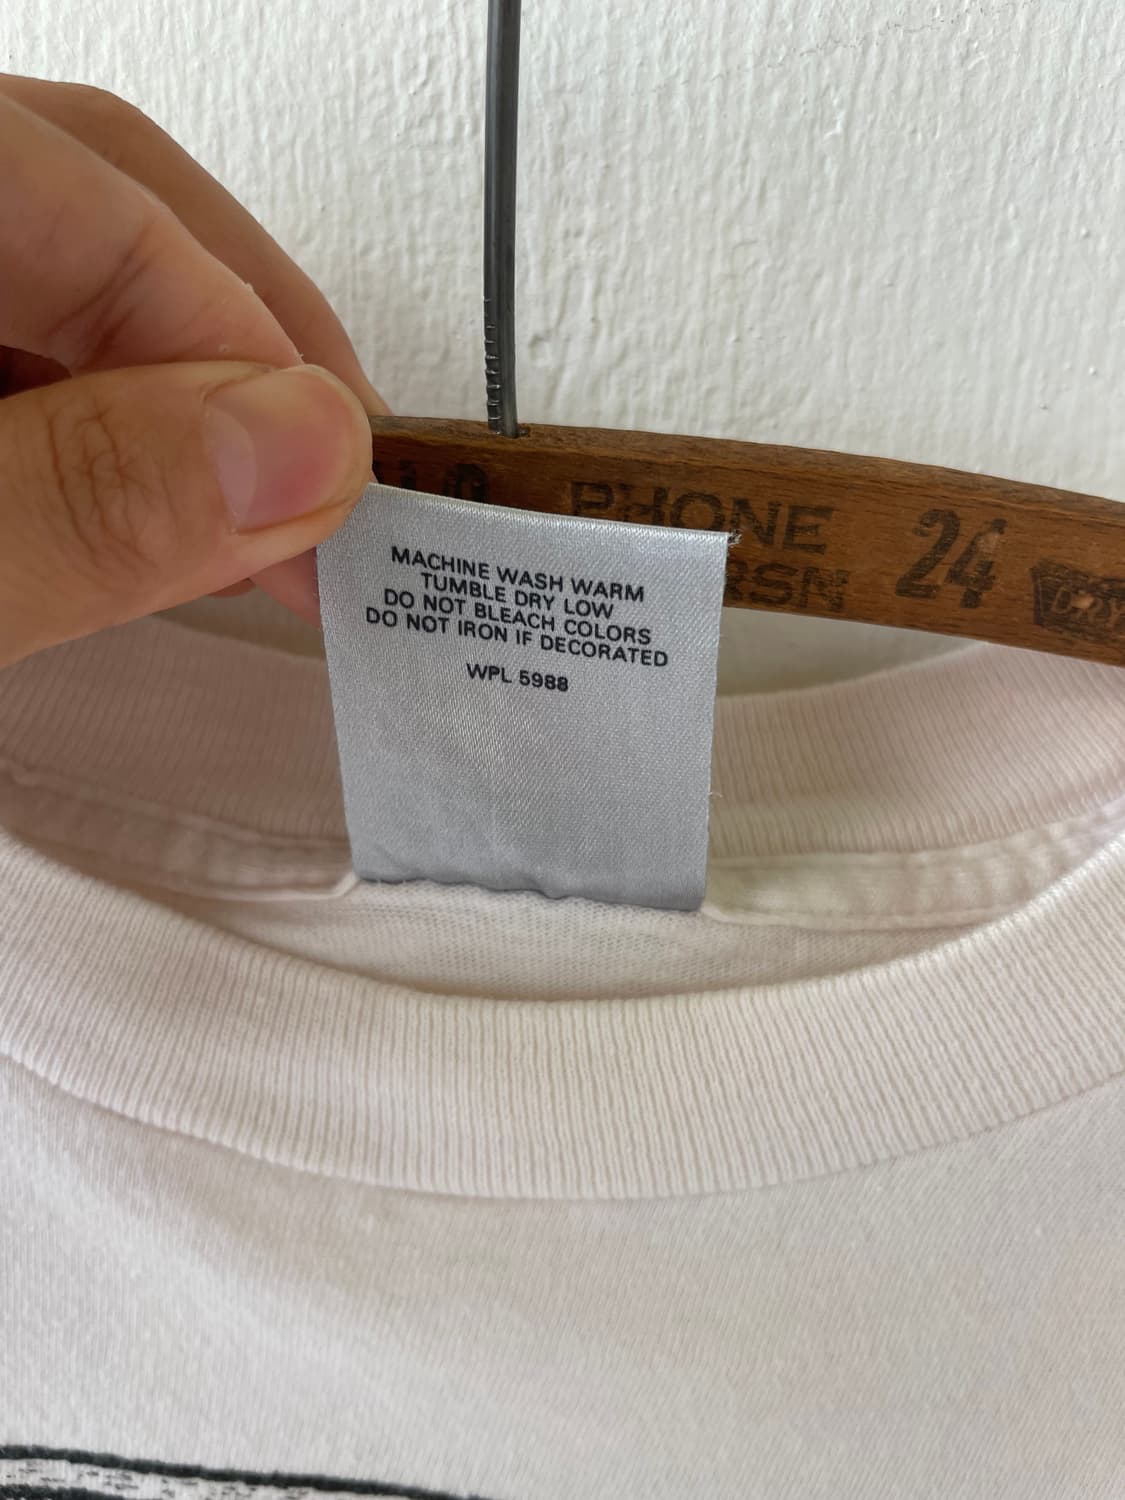 PHONE 24
MACHINE WASH WARM
TUMBLE DRY LOW
DO NOT BLEACH COLORS
DO NOT IRON IF DECORATED
WPL 5988